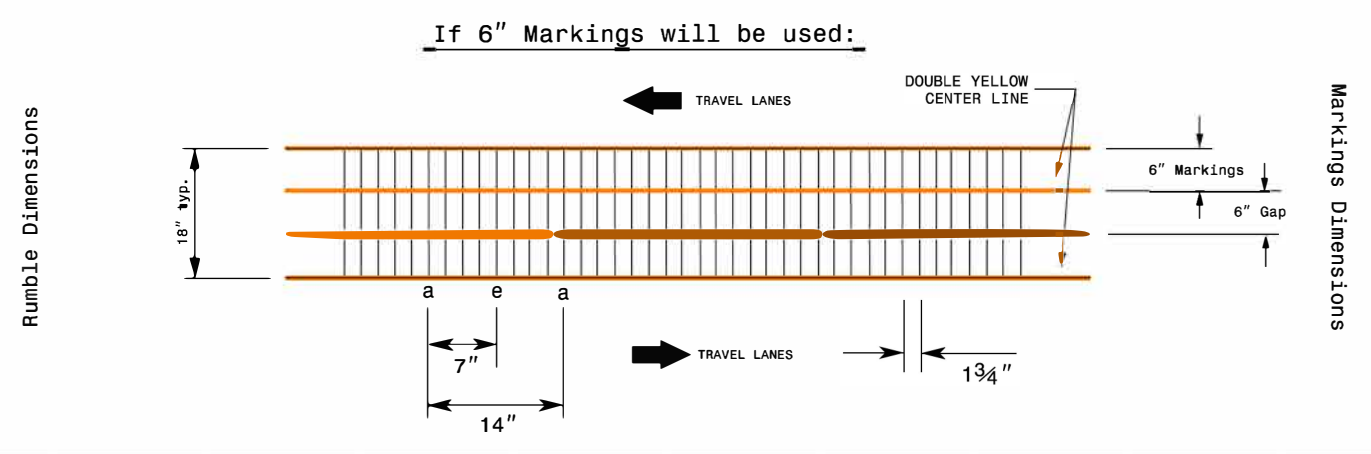 If 6" Markings will be used:
DOUBLE YELLOW
CENTER LINE
TRAVEL LANES
Rumble Dimensions
Markings Dimensions
6" Markings
18" typ.
6" Gap
a
e
a
7"
TRAVEL LANES
1¾"
14"